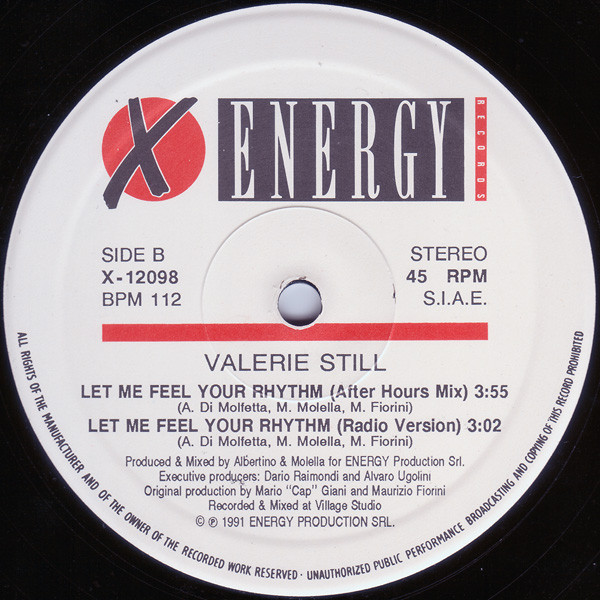 X ENERGY RECORDS
SIDE B
X-12098
BPM 112
STEREO
45 RPM
S.I.A.E.
VALERIE STILL
LET ME FEEL YOUR RHYTHM (After Hours Mix) 3:55
(A. Di Molfetta, M. Molella, M. Fiorini)
LET ME FEEL YOUR RHYTHM (Radio Version) 3:02
(A. Di Molfetta, M. Molella, M. Fiorini)
Produced & Mixed by Albertino & Molella for ENERGY Production Srl.
Executive producers: Dario Raimondi and Alvaro Ugolini
Original production by Mario "Cap" Giani and Maurizio Fiorini
Recorded & Mixed at Village Studio
© ℗ 1991 ENERGY PRODUCTION SRL.
ALL RIGHTS OF THE MANUFACTURER AND OF THE OWNER OF THE RECORDED WORK RESERVED · UNAUTHORIZED PUBLIC PERFORMANCE BROADCASTING AND COPYING OF THIS RECORD PROHIBITED